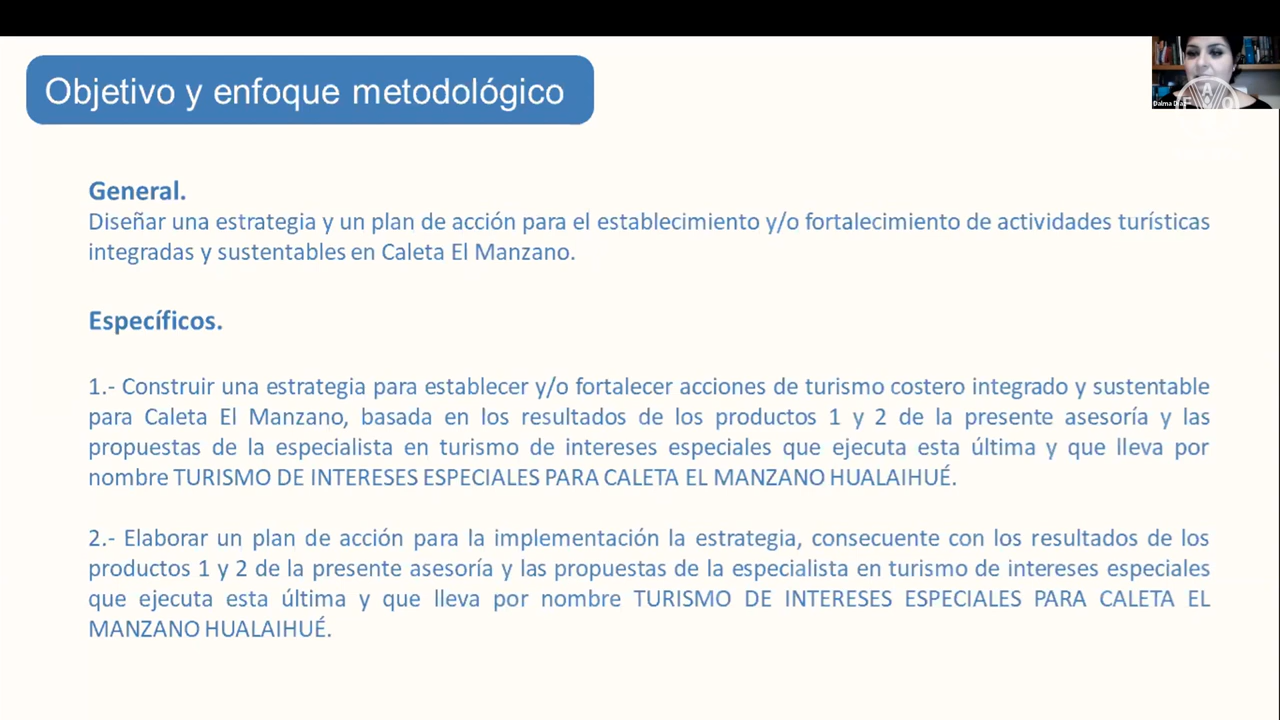 Objetivo y enfoque metodológico
Dalma Díaz
FAO
General.
Diseñar una estrategia y un plan de acción para el establecimiento y/o fortalecimiento de actividades turísticas
integradas y sustentables en Caleta El Manzano.
Específicos.
1.- Construir una estrategia para establecer y/o fortalecer acciones de turismo costero integrado y sustentable
para Caleta El Manzano, basada en los resultados de los productos 1 y 2 de la presente asesoría y las
propuestas de la especialista en turismo de intereses especiales que ejecuta esta última y que lleva por
nombre TURISMO DE INTERESES ESPECIALES PARA CALETA EL MANZANO HUALAIHUÉ.
2.- Elaborar un plan de acción para la implementación la estrategia, consecuente con los resultados de los
productos 1 y 2 de la presente asesoría y las propuestas de la especialista en turismo de intereses especiales
que ejecuta esta última y que lleva por nombre TURISMO DE INTERESES ESPECIALES PARA CALETA EL
MANZANO HUALAIHUÉ.